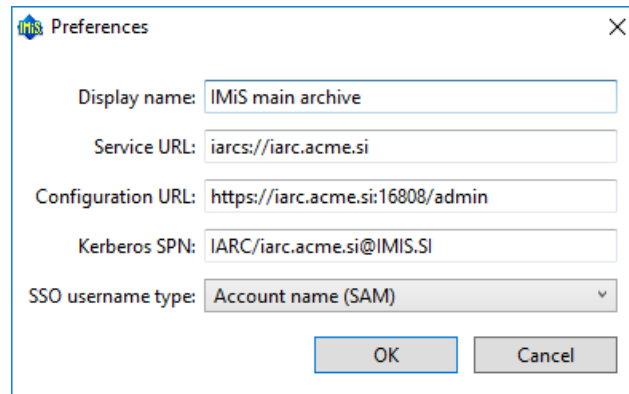 IMiS Preferences
Display name: IMiS main archive
Service URL: iarcs://iarc.acme.si
Configuration URL: https://iarc.acme.si:16808/admin
Kerberos SPN: IARC/iarc.acme.si@IMIS.SI
SSO username type: Account name (SAM)
OK Cancel